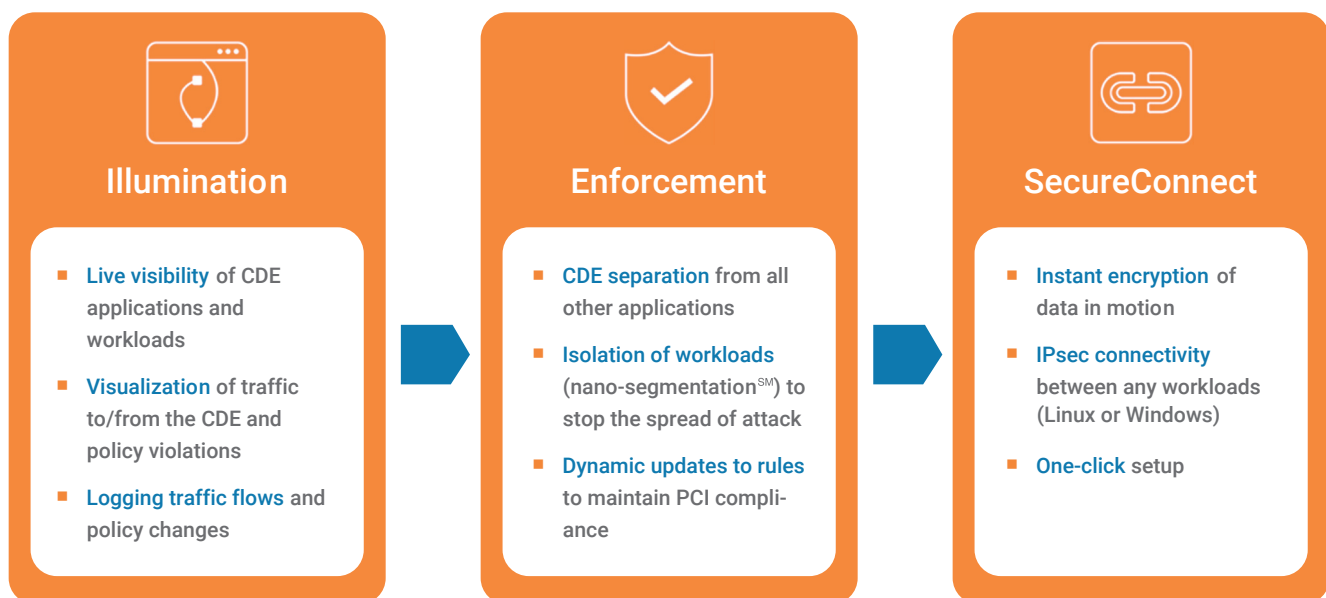 Illumination
■ Live visibility of CDE
applications and
workloads
■ Visualization of traffic
to/from the CDE and
policy violations
■ Logging traffic flows and
policy changes
Enforcement
■ CDE separation from all
other applications
■ Isolation of workloads
(nano-segmentation℠) to
stop the spread of attack
■ Dynamic updates to rules
to maintain PCI compli-
ance
SecureConnect
■ Instant encryption of
data in motion
■ IPsec connectivity
between any workloads
(Linux or Windows)
■ One-click setup